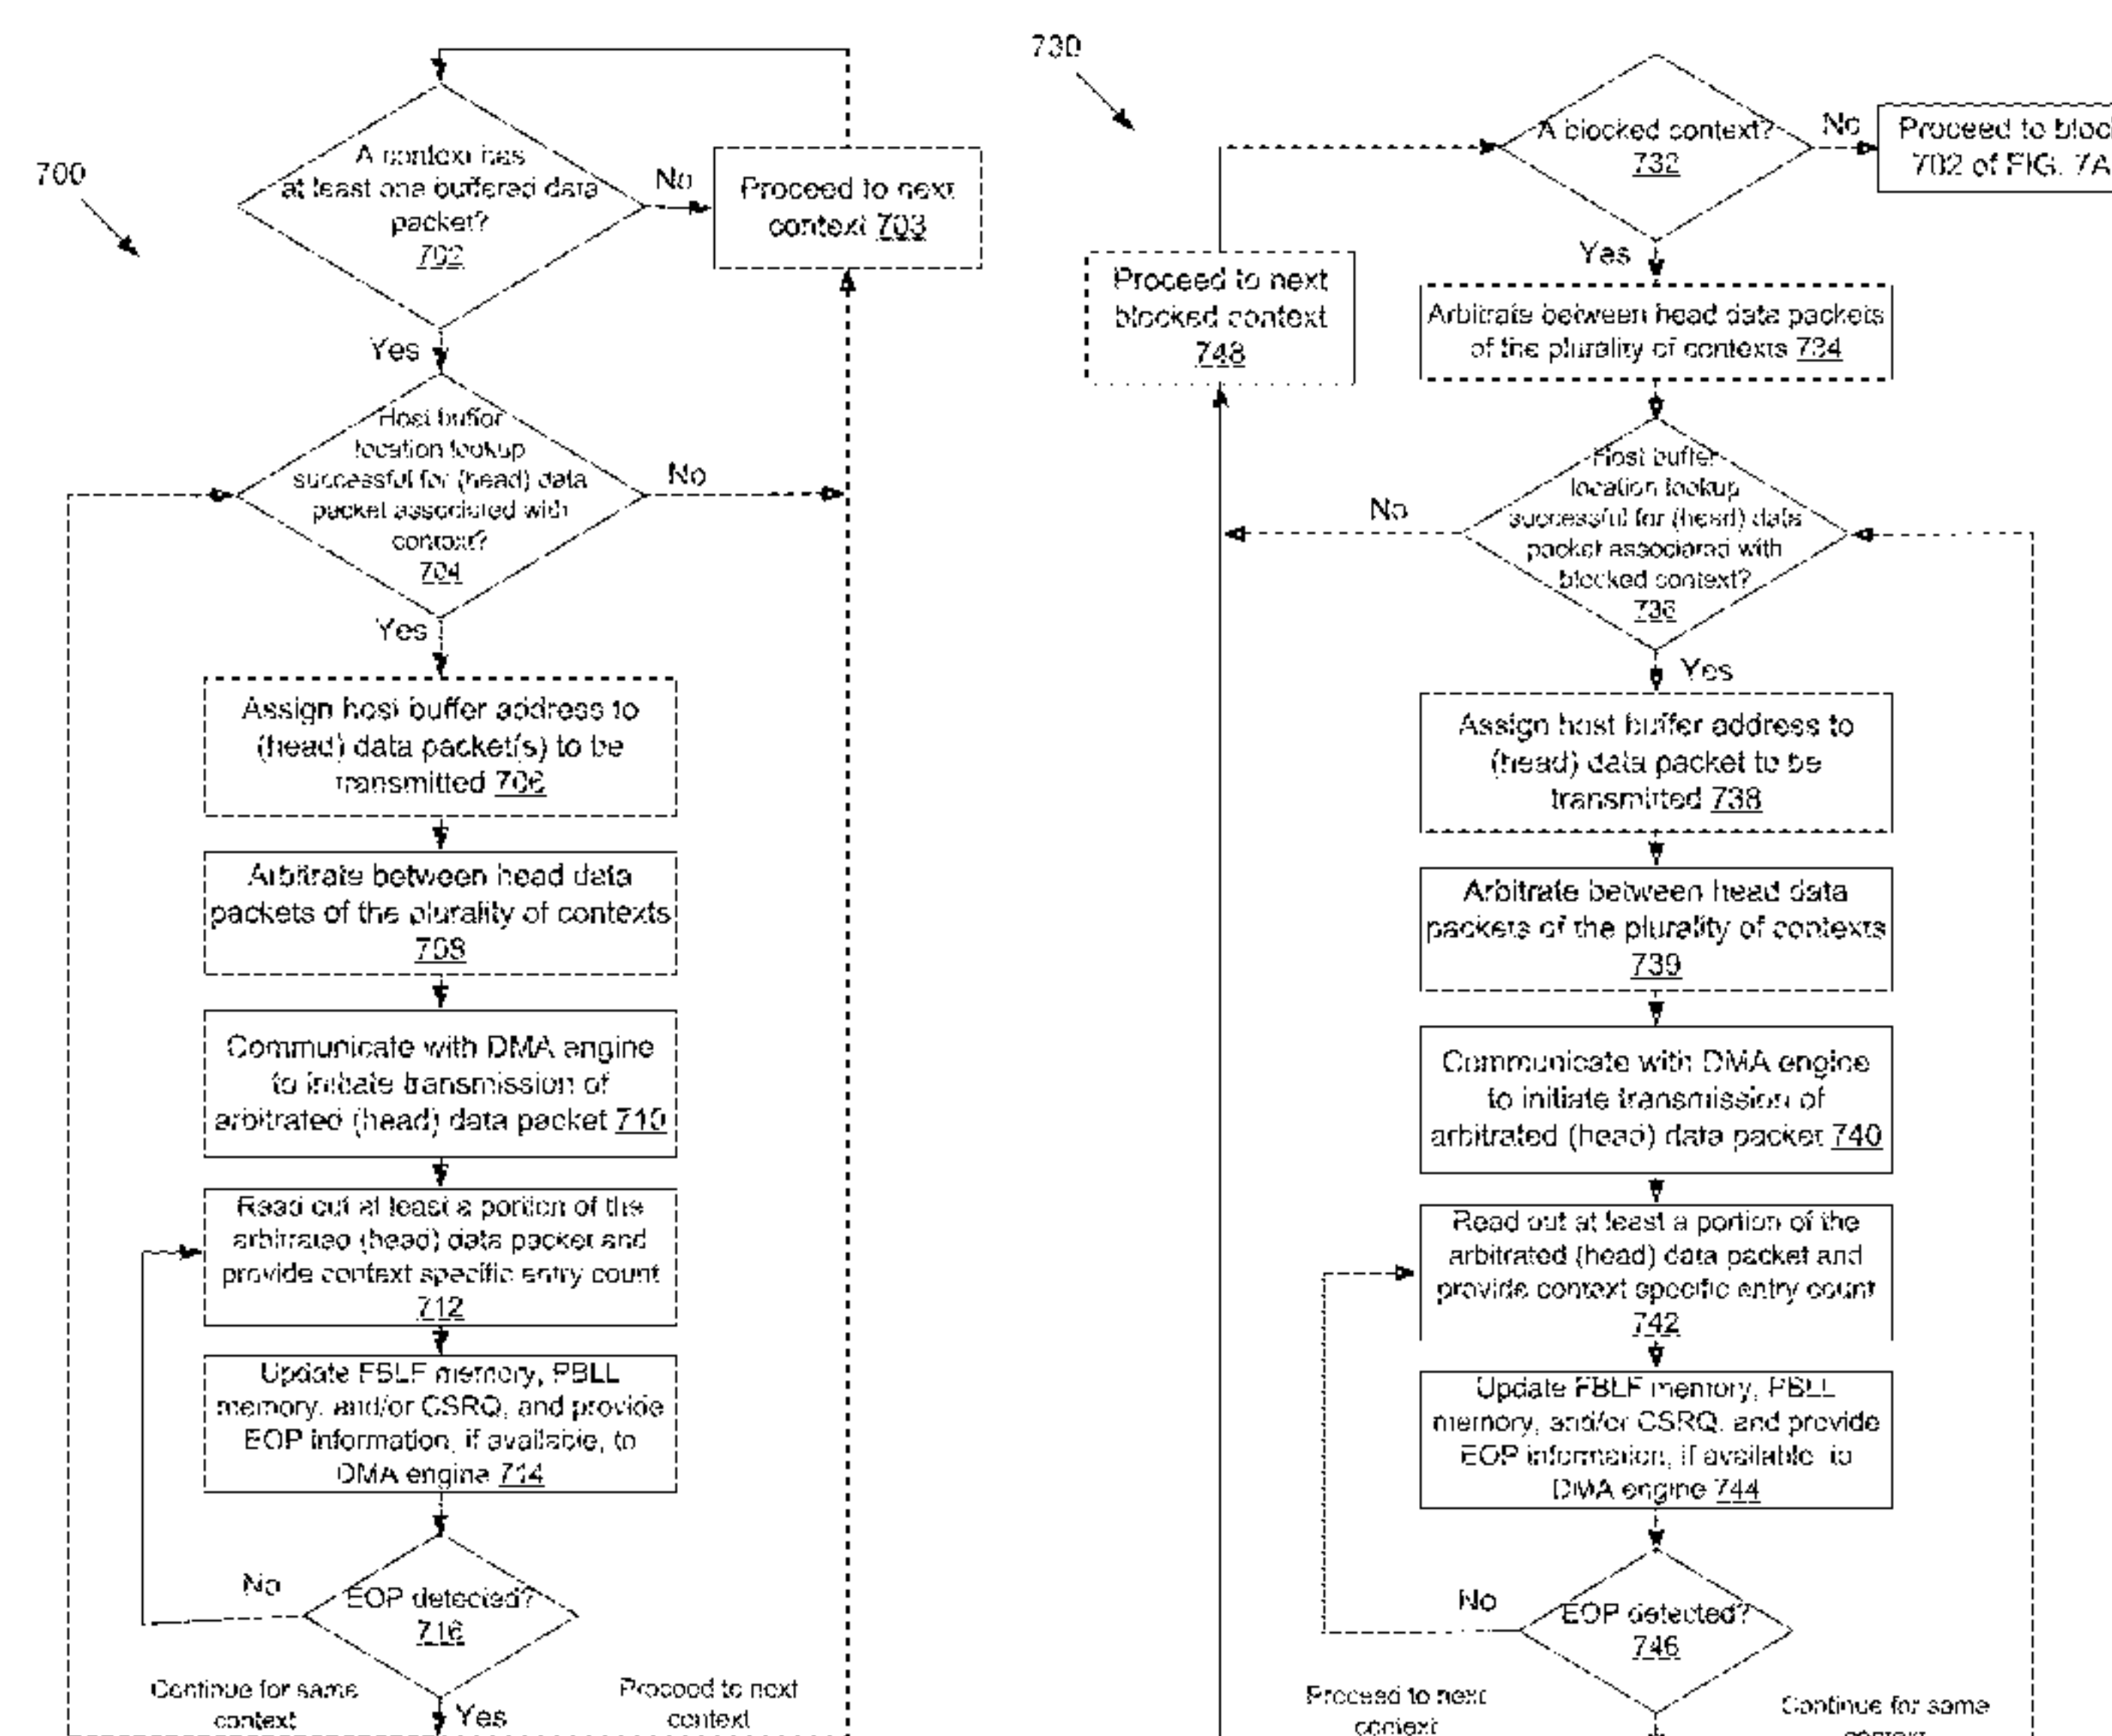 700
A context has
at least one buffered data
packet?
702
No
Proceed to next
context 703
Yes
Host buffer
location lookup
successful for (head) data
packet associated with
context?
704
No
Yes
Assign host buffer address to
(head) data packet(s) to be
transmitted 706
Arbitrate between head data
packets of the plurality of contexts
708
Communicate with DMA engine
to initiate transmission of
arbitrated (head) data packet 710
Read out at least a portion of the
arbitrated (head) data packet and
provide context specific entry count
712
Update FBLF memory, PBLL
memory, and/or CSRQ, and provide
EOP information, if available, to
DMA engine 714
No
EOP detected?
716
Continue for same
context
Yes
Proceed to next
context
730
A blocked context?
732
No
Proceed to
702 of FIG. 7A
Yes
Proceed to next
blocked context
748
Arbitrate between head data packets
of the plurality of contexts 734
Host buffer
location lookup
successful for (head) data
packet associated with
blocked context?
736
No
Yes
Assign host buffer address to
(head) data packet to be
transmitted 738
Arbitrate between head data
packets of the plurality of contexts
739
Communicate with DMA engine
to initiate transmission of
arbitrated (head) data packet 740
Read out at least a portion of the
arbitrated (head) data packet and
provide context specific entry count
742
Update FBLF memory, PBLL
memory, and/or CSRQ, and provide
EOP information, if available, to
DMA engine 744
No
EOP detected?
746
Proceed to next
context
Continue for same